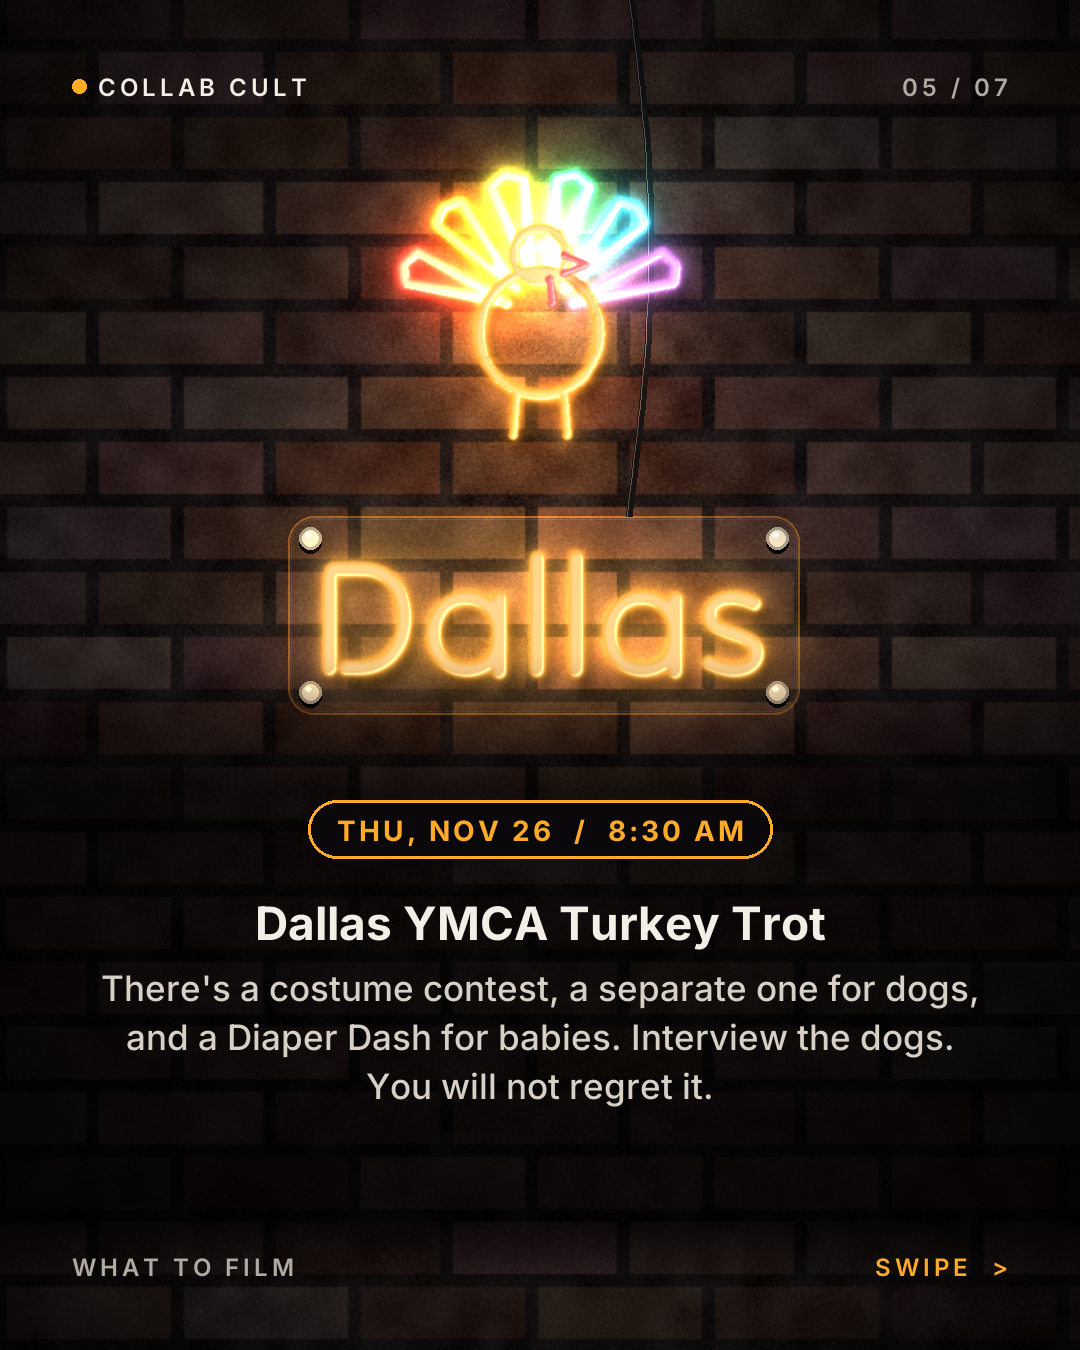 COLLAB CULT
05 / 07
Dallas
THU, NOV 26 / 8:30 AM
Dallas YMCA Turkey Trot
There's a costume contest, a separate one for dogs,
and a Diaper Dash for babies. Interview the dogs.
You will not regret it.
WHAT TO FILM
SWIPE >